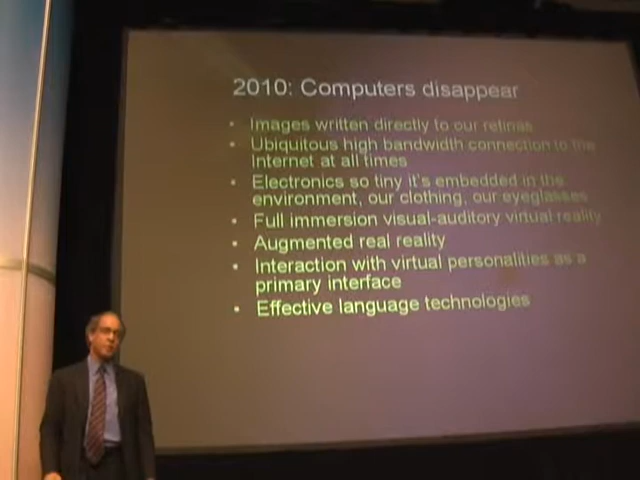 2010: Computers disappear
• Images written directly to our retinas
• Ubiquitous high bandwidth connection to the
Internet at all times
• Electronics so tiny it's embedded in the
environment, our clothing, our eyeglasses
• Full immersion visual-auditory virtual reality
• Augmented real reality
• Interaction with virtual personalities as a
primary interface
• Effective language technologies